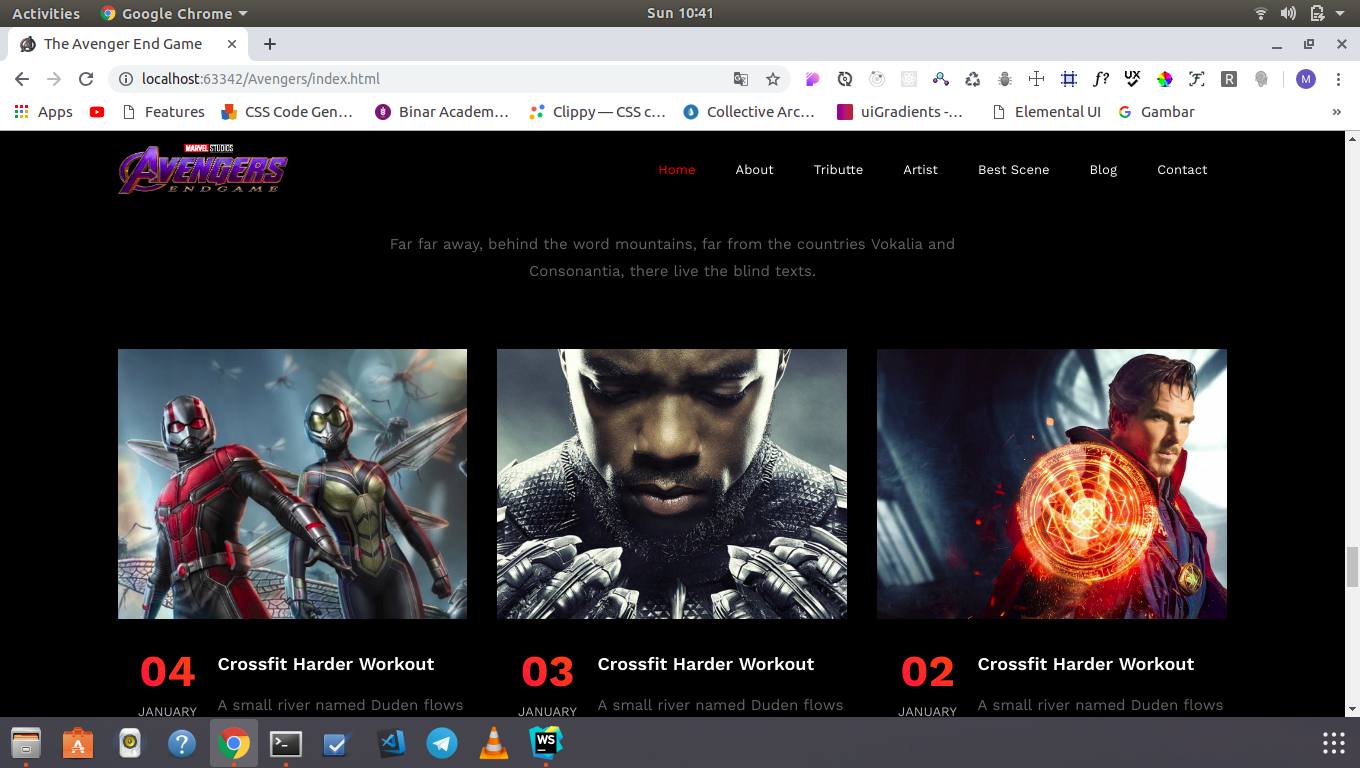 Activities Google Chrome Sun 10:41
The Avenger End Game
localhost:63342/Avengers/index.html f? UX R M
Apps Features CSS Code Gen… Binar Academ… Clippy — CSS c… Collective Arc… uiGradients -… Elemental UI Gambar »
MARVEL STUDIOS
AVENGERS
ENDGAME
Home About Tributte Artist Best Scene Blog Contact
Far far away, behind the word mountains, far from the countries Vokalia and
Consonantia, there live the blind texts.
04 Crossfit Harder Workout
JANUARY A small river named Duden flows
03 Crossfit Harder Workout
JANUARY A small river named Duden flows
02 Crossfit Harder Workout
JANUARY A small river named Duden flows
WS